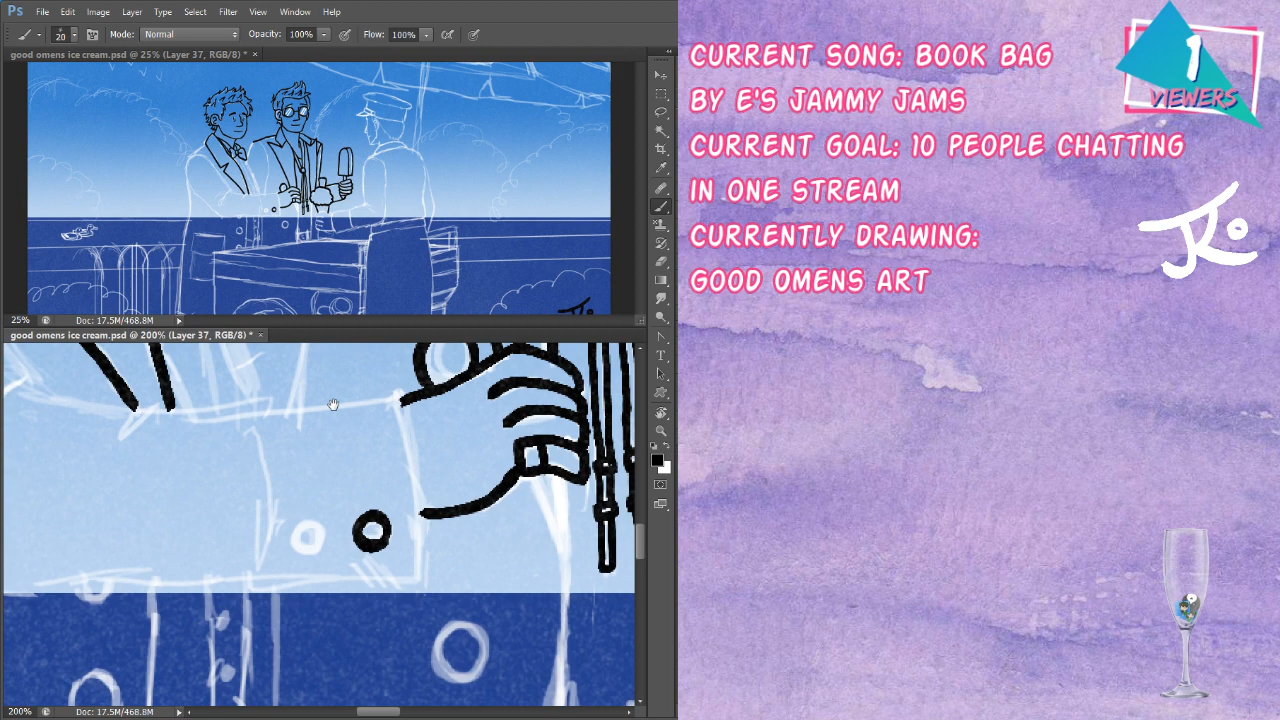 Ps File Edit Image Layer Type Select Filter View Window Help
20 Mode: Normal Opacity: 100% Flow: 100%
good omens ice cream.psd @ 25% (Layer 37, RGB/8) * ×
25% Doc: 17.5M/468.8M
good omens ice cream.psd @ 200% (Layer 37, RGB/8) * ×
200% Doc: 17.5M/468.8M
CURRENT SONG: BOOK BAG
BY E'S JAMMY JAMS
CURRENT GOAL: 10 PEOPLE CHATTING
IN ONE STREAM
CURRENTLY DRAWING:
GOOD OMENS ART
1
VIEWERS